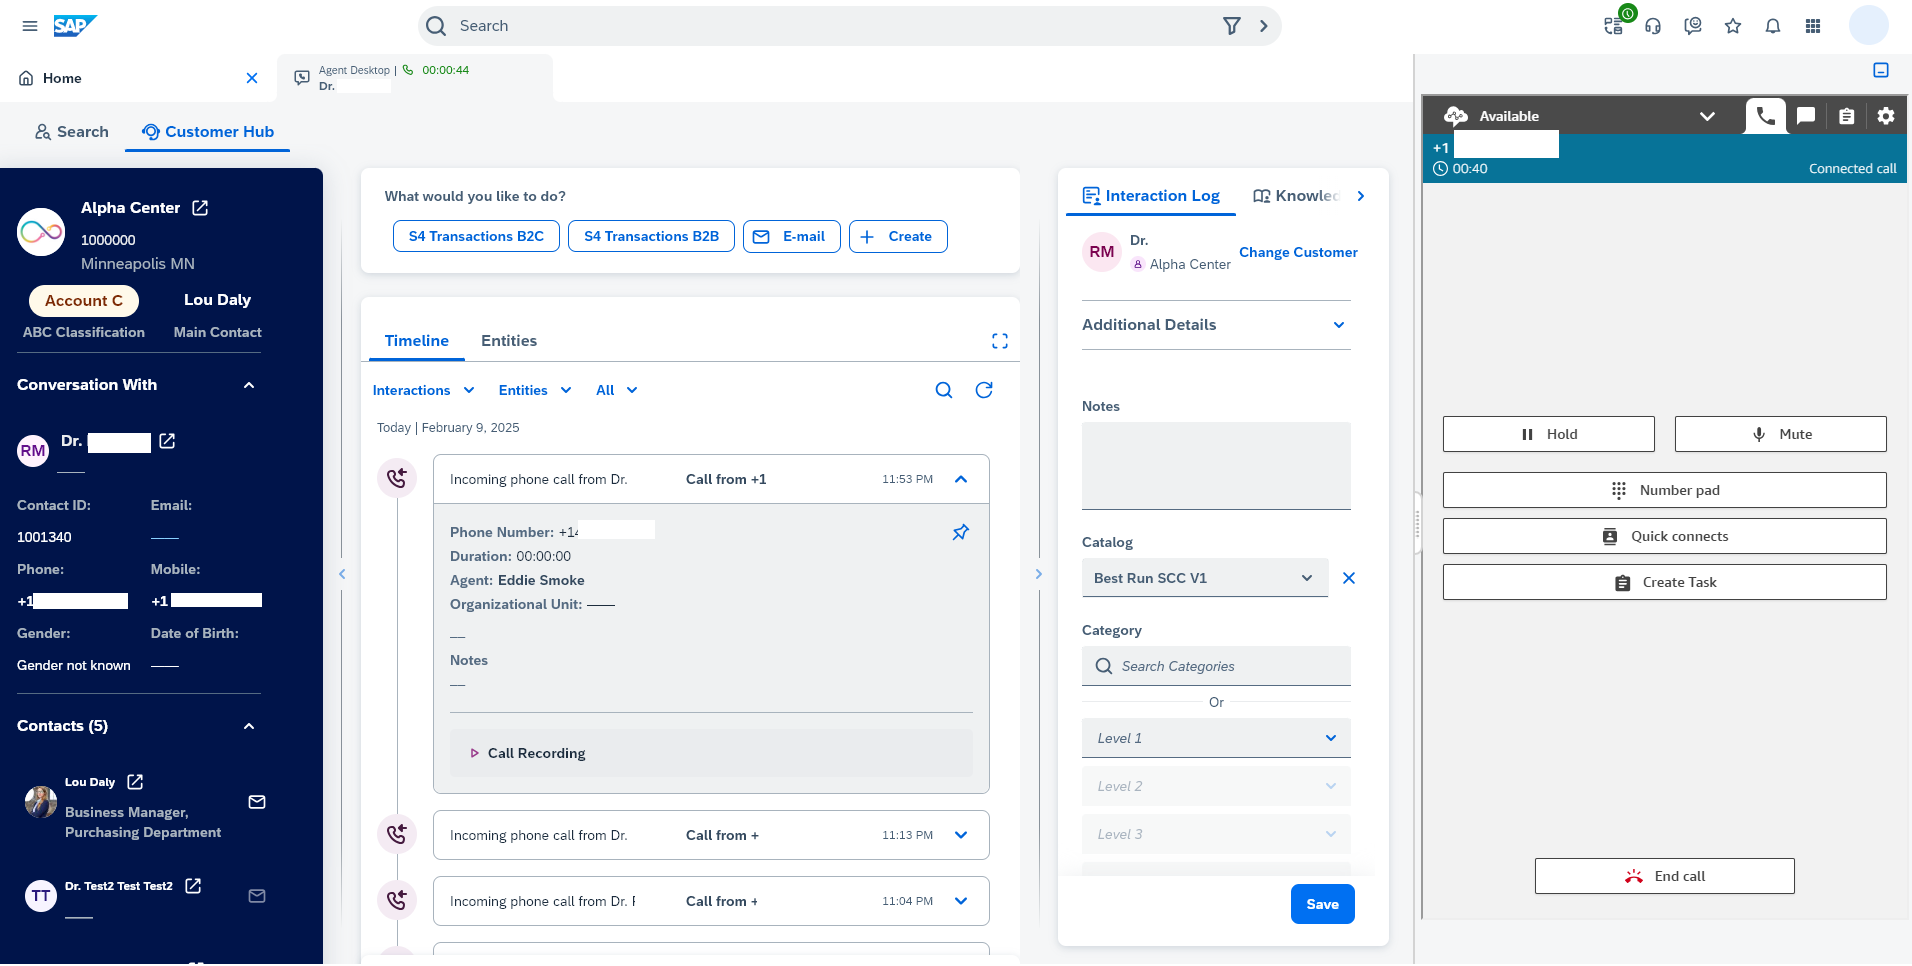 SAP
Search
Home
Agent Desktop | 00:00:44
Dr.
Search
Customer Hub
Alpha Center
1000000
Minneapolis MN
Account C
Lou Daly
ABC Classification
Main Contact
Conversation With
RM
Dr.
Contact ID:
Email:
1001340
Phone:
Mobile:
+1
+1
Gender:
Date of Birth:
Gender not known
Contacts (5)
Lou Daly
Business Manager,
Purchasing Department
TT
Dr. Test2 Test Test2
What would you like to do?
S4 Transactions B2C
S4 Transactions B2B
E-mail
Create
Timeline
Entities
Interactions
Entities
All
Today | February 9, 2025
Incoming phone call from Dr.
Call from +1
11:53 PM
Phone Number: +14
Duration: 00:00:00
Agent: Eddie Smoke
Organizational Unit:
Notes
Call Recording
Incoming phone call from Dr.
Call from +
11:13 PM
Incoming phone call from Dr.
Call from +
11:04 PM
Interaction Log
RM
Dr.
Alpha Center
Change Customer
Additional Details
Notes
Catalog
Best Run SCC V1
Category
Search Categories
Or
Level 1
Level 2
Level 3
Save
Available
+1
00:40
Connected call
Hold
Mute
Number pad
Quick connects
Create Task
End call